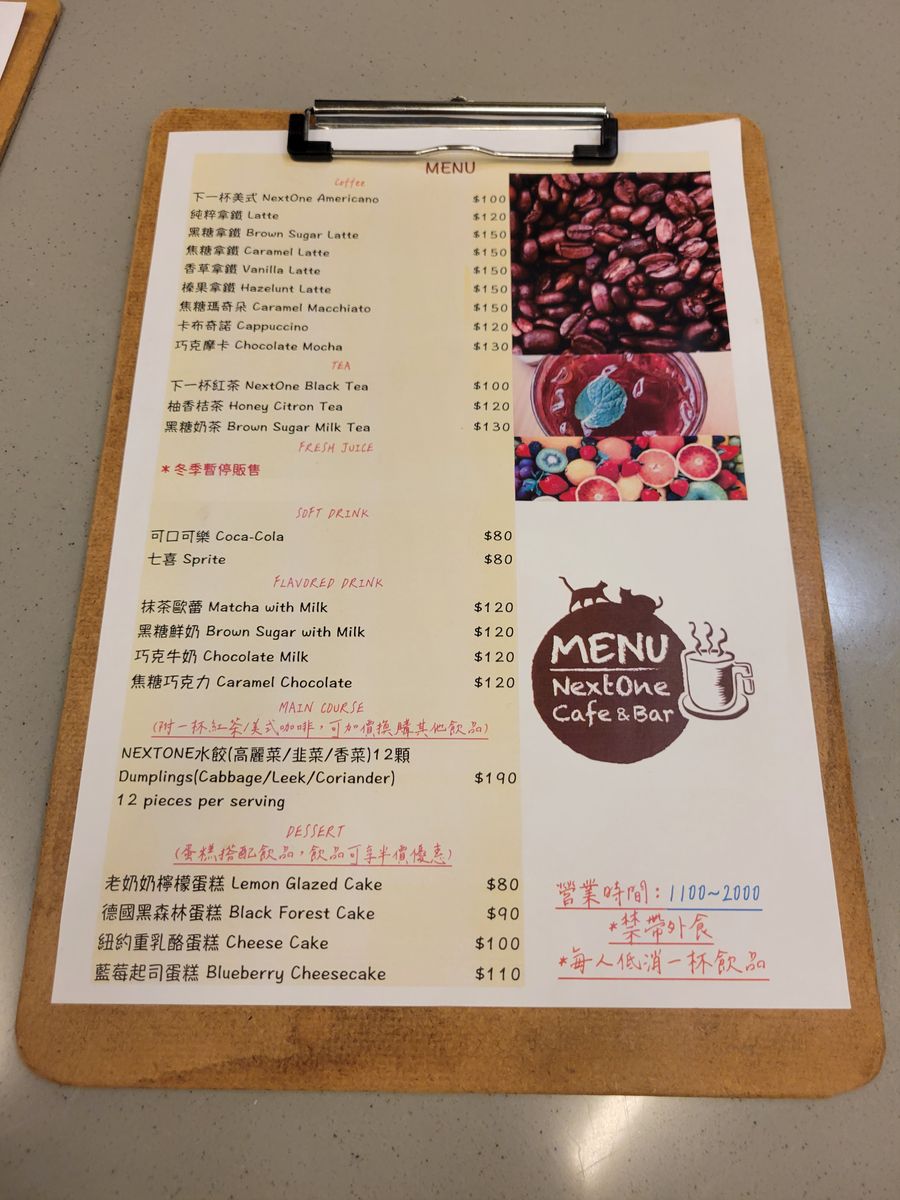 MENU
Coffee
下一杯美式 NextOne Americano $100
純粹拿鐵 Latte $120
黑糖拿鐵 Brown Sugar Latte $150
焦糖拿鐵 Caramel Latte $150
香草拿鐵 Vanilla Latte $150
榛果拿鐵 Hazelunt Latte $150
焦糖瑪奇朵 Caramel Macchiato $150
卡布奇諾 Cappuccino $120
巧克摩卡 Chocolate Mocha $130
TEA
下一杯紅茶 NextOne Black Tea $100
柚香桔茶 Honey Citron Tea $120
黑糖奶茶 Brown Sugar Milk Tea $130
FRESH JUICE
*冬季暫停販售
SOFT DRINK
可口可樂 Coca-Cola $80
七喜 Sprite $80
FLAVORED DRINK
抹茶歐蕾 Matcha with Milk $120
黑糖鮮奶 Brown Sugar with Milk $120
巧克牛奶 Chocolate Milk $120
焦糖巧克力 Caramel Chocolate $120
MAIN COURSE
(附一杯紅茶/美式咖啡，可加價換購其他飲品)
NEXTONE水餃(高麗菜/韭菜/香菜)12顆
Dumplings(Cabbage/Leek/Coriander) $190
12 pieces per serving
DESSERT
(蛋糕搭配飲品，飲品可享半價優惠)
老奶奶檸檬蛋糕 Lemon Glazed Cake $80
德國黑森林蛋糕 Black Forest Cake $90
紐約重乳酪蛋糕 Cheese Cake $100
藍莓起司蛋糕 Blueberry Cheesecake $110
MENU
NextOne
Cafe & Bar
營業時間：1100~2000
*禁帶外食
*每人低消一杯飲品